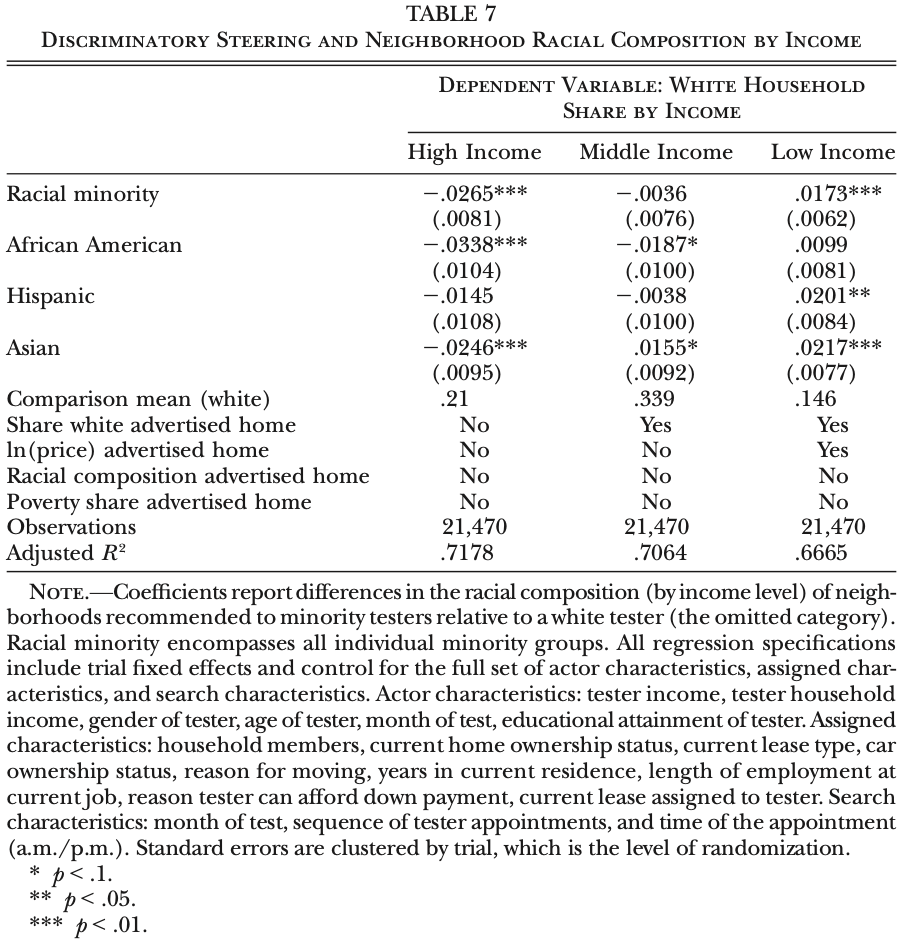 TABLE 7
Discriminatory Steering and Neighborhood Racial Composition by Income
Dependent Variable: White Household
Share by Income
High Income Middle Income Low Income
Racial minority −.0265*** −.0036 .0173***
(.0081) (.0076) (.0062)
African American −.0338*** −.0187* .0099
(.0104) (.0100) (.0081)
Hispanic −.0145 −.0038 .0201**
(.0108) (.0100) (.0084)
Asian −.0246*** .0155* .0217***
(.0095) (.0092) (.0077)
Comparison mean (white) .21 .339 .146
Share white advertised home No Yes Yes
ln(price) advertised home No No Yes
Racial composition advertised home No No No
Poverty share advertised home No No No
Observations 21,470 21,470 21,470
Adjusted R² .7178 .7064 .6665
Note.—Coefficients report differences in the racial composition (by income level) of neigh-
borhoods recommended to minority testers relative to a white tester (the omitted category).
Racial minority encompasses all individual minority groups. All regression specifications
include trial fixed effects and control for the full set of actor characteristics, assigned char-
acteristics, and search characteristics. Actor characteristics: tester income, tester household
income, gender of tester, age of tester, month of test, educational attainment of tester. Assigned
characteristics: household members, current home ownership status, current lease type, car
ownership status, reason for moving, years in current residence, length of employment at
current job, reason tester can afford down payment, current lease assigned to tester. Search
characteristics: month of test, sequence of tester appointments, and time of the appointment
(a.m./p.m.). Standard errors are clustered by trial, which is the level of randomization.
* p < .1.
** p < .05.
*** p < .01.